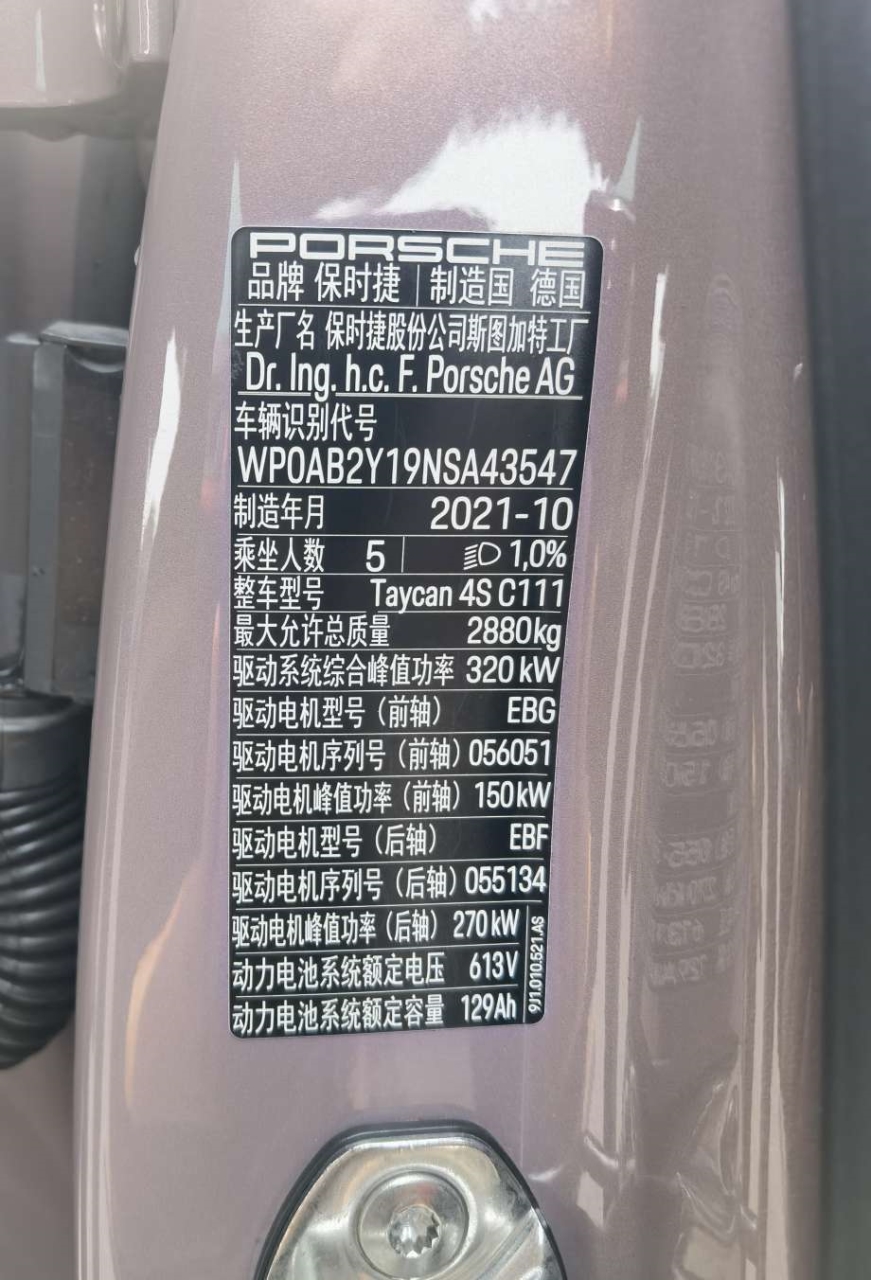 PORSCHE
品牌 保时捷 制造国 德国
生产厂名 保时捷股份公司斯图加特工厂
Dr. Ing. h.c. F. Porsche AG
车辆识别代号
WP0AB2Y19NSA43547
制造年月 2021-10
乘坐人数 5 1,0%
整车型号 Taycan 4S C111
最大允许总质量 2880kg
驱动系统综合峰值功率 320 kW
驱动电机型号（前轴） EBG
驱动电机序列号（前轴）056051
驱动电机峰值功率（前轴）150kW
驱动电机型号（后轴） EBF
驱动电机序列号（后轴）055134
驱动电机峰值功率（后轴）270kW
动力电池系统额定电压 613V
动力电池系统额定容量 129Ah
9J1.010.521.AS